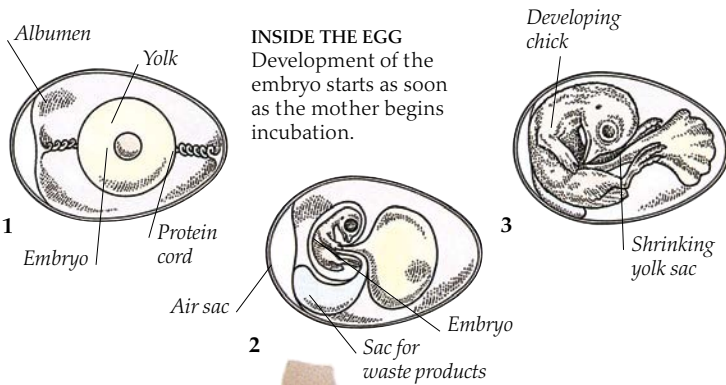 INSIDE THE EGG
Development of the
embryo starts as soon
as the mother begins
incubation.
Albumen
Yolk
Embryo
Protein
cord
1
Air sac
Embryo
Sac for
waste products
2
Developing
chick
Shrinking
yolk sac
3